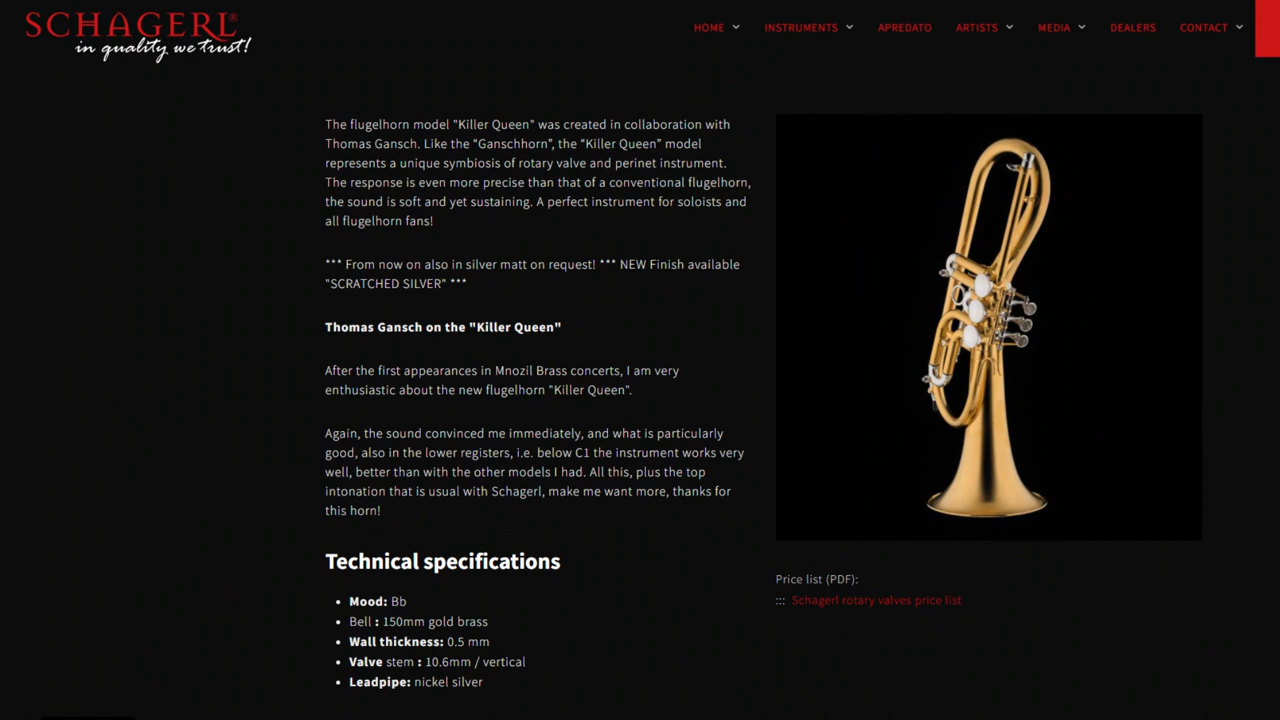 SCHAGERL®
in quality we trust!
HOME INSTRUMENTS APREDATO ARTISTS MEDIA DEALERS CONTACT
The flugelhorn model "Killer Queen" was created in collaboration with
Thomas Gansch. Like the “Ganschhorn”, the “Killer Queen” model
represents a unique symbiosis of rotary valve and perinet instrument.
The response is even more precise than that of a conventional flugelhorn,
the sound is soft and yet sustaining. A perfect instrument for soloists and
all flugelhorn fans!
*** From now on also in silver matt on request! *** NEW Finish available
"SCRATCHED SILVER" ***
Thomas Gansch on the "Killer Queen"
After the first appearances in Mnozil Brass concerts, I am very
enthusiastic about the new flugelhorn "Killer Queen".
Again, the sound convinced me immediately, and what is particularly
good, also in the lower registers, i.e. below C1 the instrument works very
well, better than with the other models I had. All this, plus the top
intonation that is usual with Schagerl, make me want more, thanks for
this horn!
Technical specifications
• Mood: Bb
• Bell : 150mm gold brass
• Wall thickness: 0.5 mm
• Valve stem : 10.6mm / vertical
• Leadpipe: nickel silver
Price list (PDF):
::: Schagerl rotary valves price list